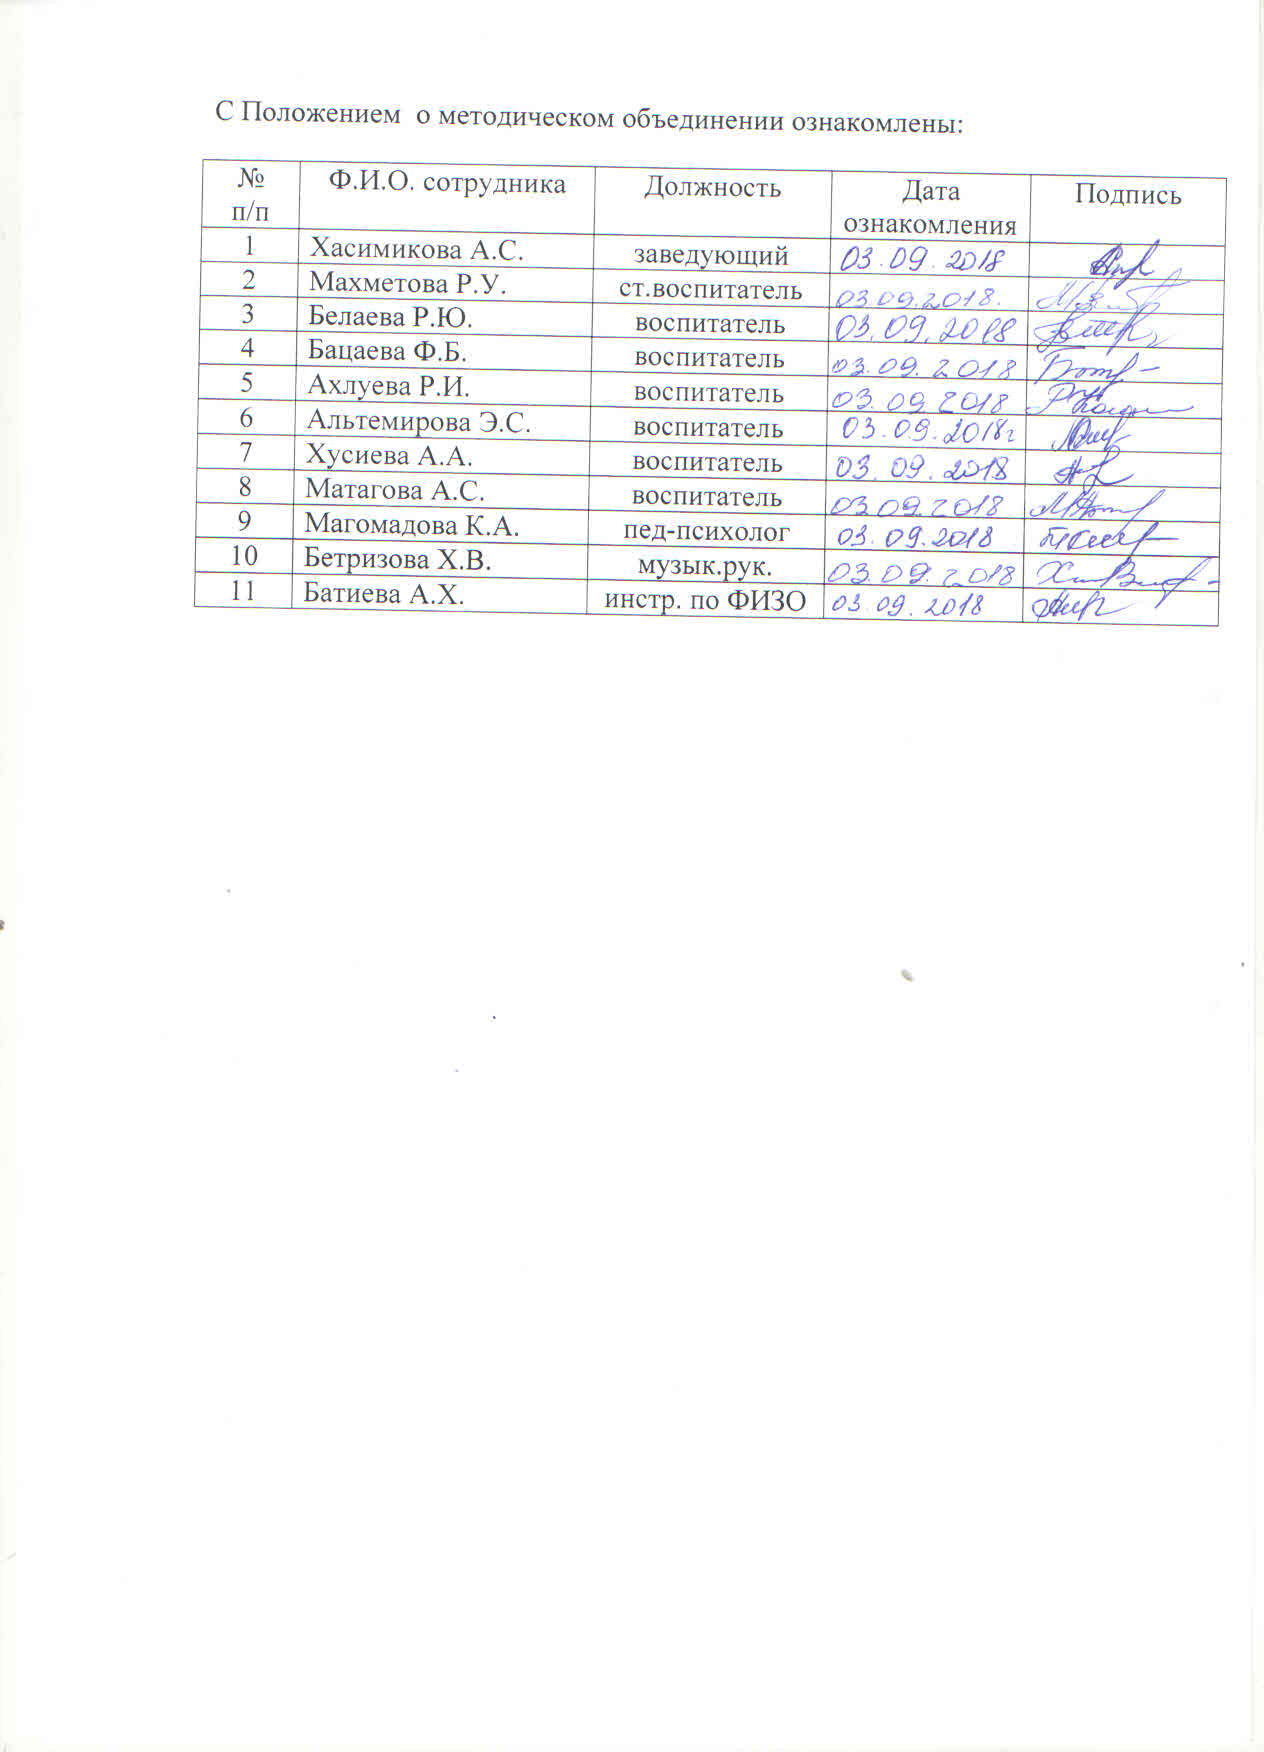 С Положением о методическом объединении ознакомлены:
№ п/п Ф.И.О. сотрудника Должность Дата ознакомления Подпись
1 Хасимикова А.С. заведующий 03.09.2018
2 Махметова Р.У. ст.воспитатель 03.09.2018.
3 Белаева Р.Ю. воспитатель 03.09.2018
4 Бацаева Ф.Б. воспитатель 03.09.2018
5 Ахлуева Р.И. воспитатель 03.09.2018
6 Альтемирова Э.С. воспитатель 03.09.2018г
7 Хусиева А.А. воспитатель 03.09.2018
8 Матагова А.С. воспитатель 03.09.2018
9 Магомадова К.А. пед-психолог 03.09.2018
10 Бетризова Х.В. музык.рук. 03.09.2018
11 Батиева А.Х. инстр. по ФИЗО 03.09.2018